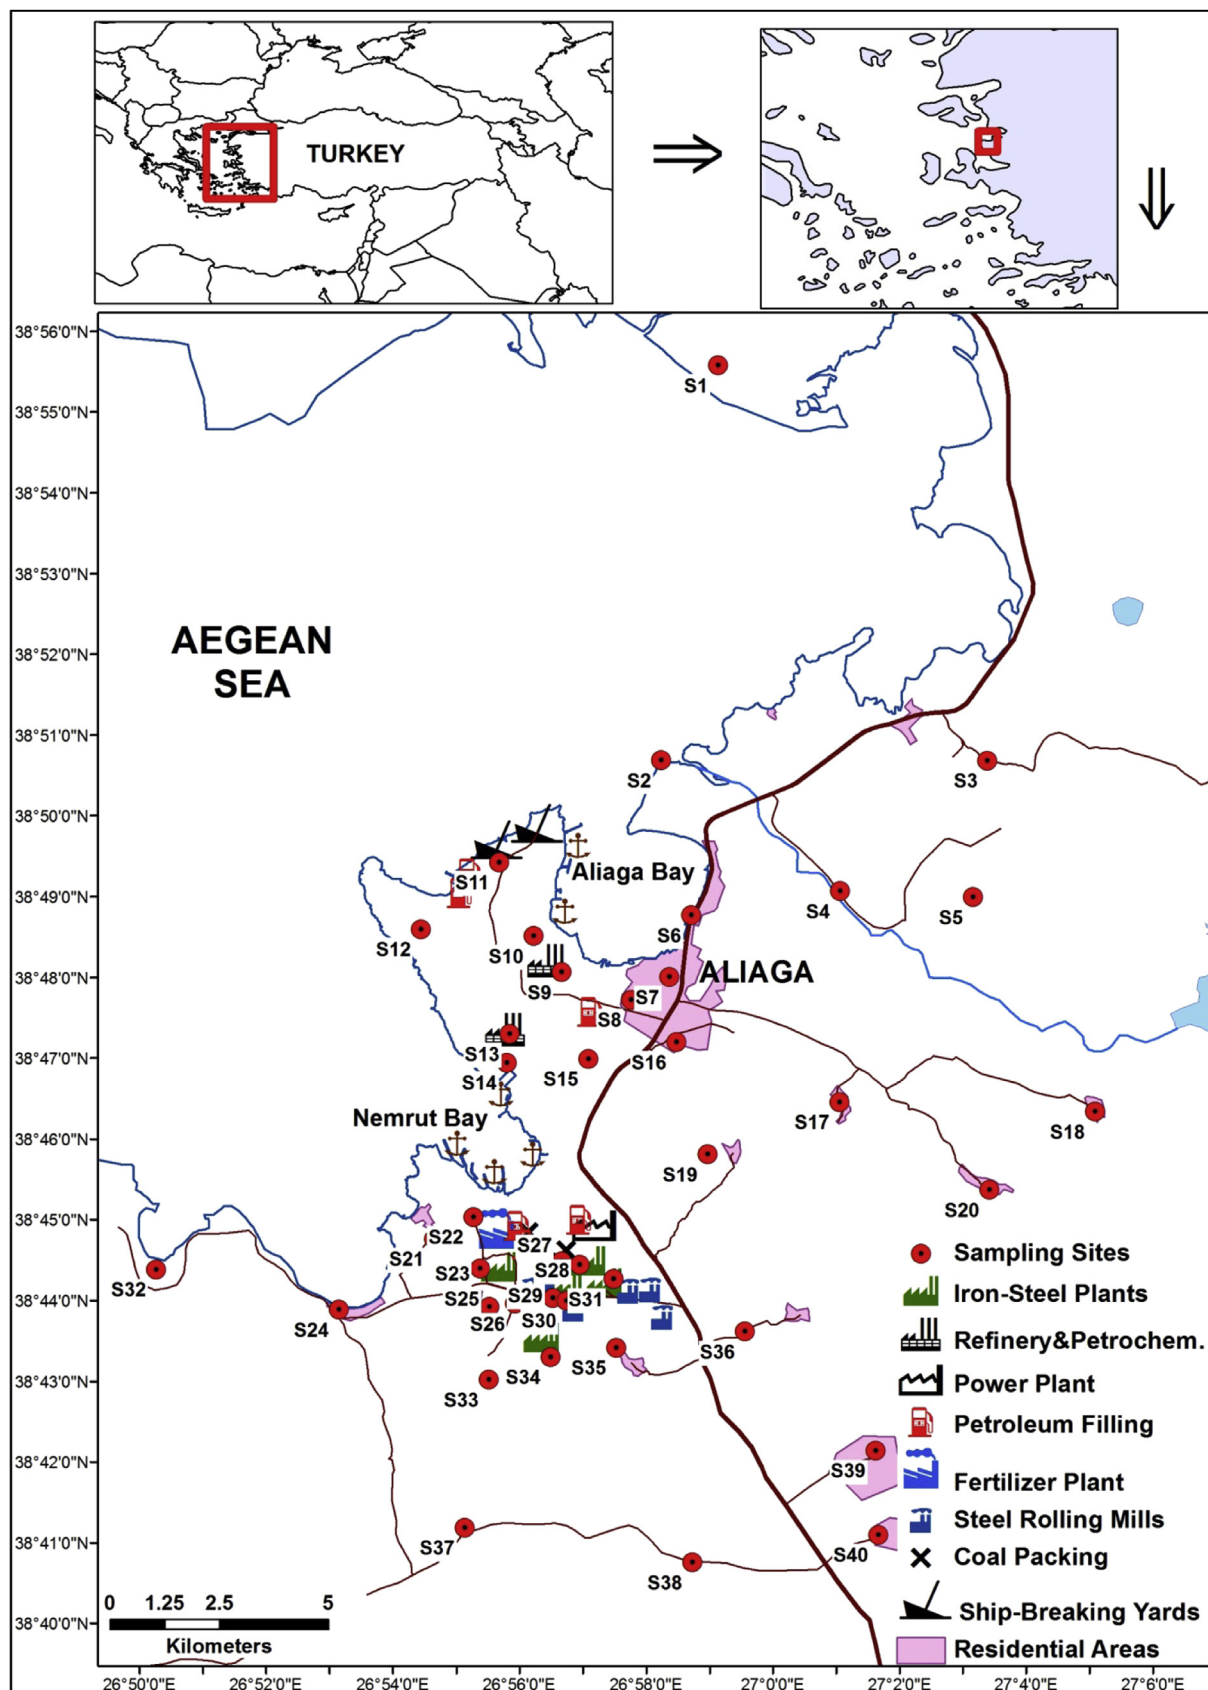 TURKEY
38°56'0"N
38°55'0"N
38°54'0"N
38°53'0"N
38°52'0"N
38°51'0"N
38°50'0"N
38°49'0"N
38°48'0"N
38°47'0"N
38°46'0"N
38°45'0"N
38°44'0"N
38°43'0"N
38°42'0"N
38°41'0"N
38°40'0"N
S1
AEGEAN
SEA
S2
S3
Aliaga Bay
S11
S4
S5
S6
S12
S10
ALIAGA
S9
S7
S8
S13
S16
S14
S15
Nemrut Bay
S17
S18
S19
S20
S22
S27
S21
S23
S28
S32
S25
S29
S31
S24
S26
S30
S36
S34
S35
S33
S39
S37
S40
S38
Sampling Sites
Iron-Steel Plants
Refinery&Petrochem.
Power Plant
Petroleum Filling
Fertilizer Plant
Steel Rolling Mills
Coal Packing
Ship-Breaking Yards
Residential Areas
0 1.25 2.5 5
Kilometers
26°50'0"E 26°52'0"E 26°54'0"E 26°56'0"E 26°58'0"E 27°0'0"E 27°2'0"E 27°4'0"E 27°6'0"E